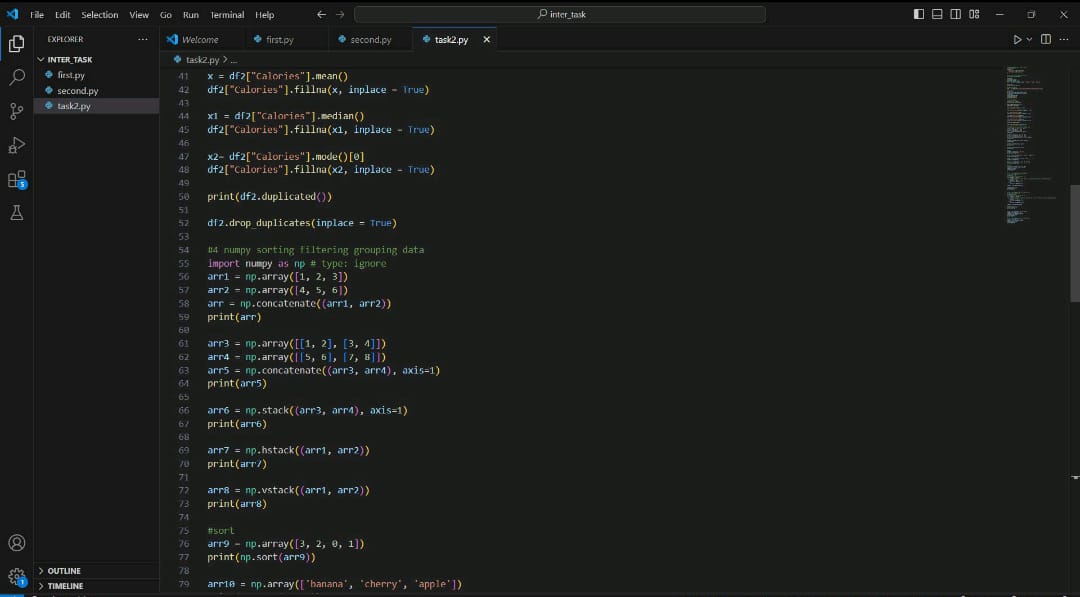 File Edit Selection View Go Run Terminal Help
inter_task
EXPLORER
INTER_TASK
first.py
second.py
task2.py
OUTLINE
TIMELINE
5
1
Welcome first.py second.py task2.py
task2.py > ...
41 x = df2["Calories"].mean()
42 df2["Calories"].fillna(x, inplace = True)
43
44 x1 = df2["Calories"].median()
45 df2["Calories"].fillna(x1, inplace = True)
46
47 x2= df2["Calories"].mode()[0]
48 df2["Calories"].fillna(x2, inplace = True)
49
50 print(df2.duplicated())
51
52 df2.drop_duplicates(inplace = True)
53
54 #4 numpy sorting filtering grouping data
55 import numpy as np # type: ignore
56 arr1 = np.array([1, 2, 3])
57 arr2 = np.array([4, 5, 6])
58 arr = np.concatenate((arr1, arr2))
59 print(arr)
60
61 arr3 = np.array([[1, 2], [3, 4]])
62 arr4 = np.array([[5, 6], [7, 8]])
63 arr5 = np.concatenate((arr3, arr4), axis=1)
64 print(arr5)
65
66 arr6 = np.stack((arr3, arr4), axis=1)
67 print(arr6)
68
69 arr7 = np.hstack((arr1, arr2))
70 print(arr7)
71
72 arr8 = np.vstack((arr1, arr2))
73 print(arr8)
74
75 #sort
76 arr9 = np.array([3, 2, 0, 1])
77 print(np.sort(arr9))
78
79 arr10 = np.array(['banana', 'cherry', 'apple'])